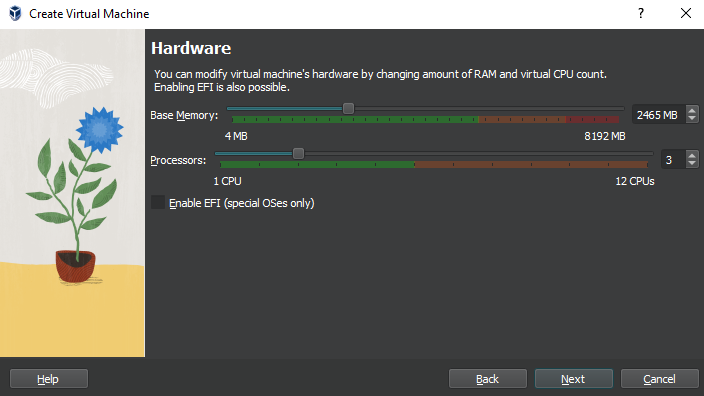 Create Virtual Machine
Hardware
You can modify virtual machine's hardware by changing amount of RAM and virtual CPU count.
Enabling EFI is also possible.
Base Memory:
2465 MB
4 MB
8192 MB
Processors:
3
1 CPU
12 CPUs
Enable EFI (special OSes only)
Help
Back
Next
Cancel